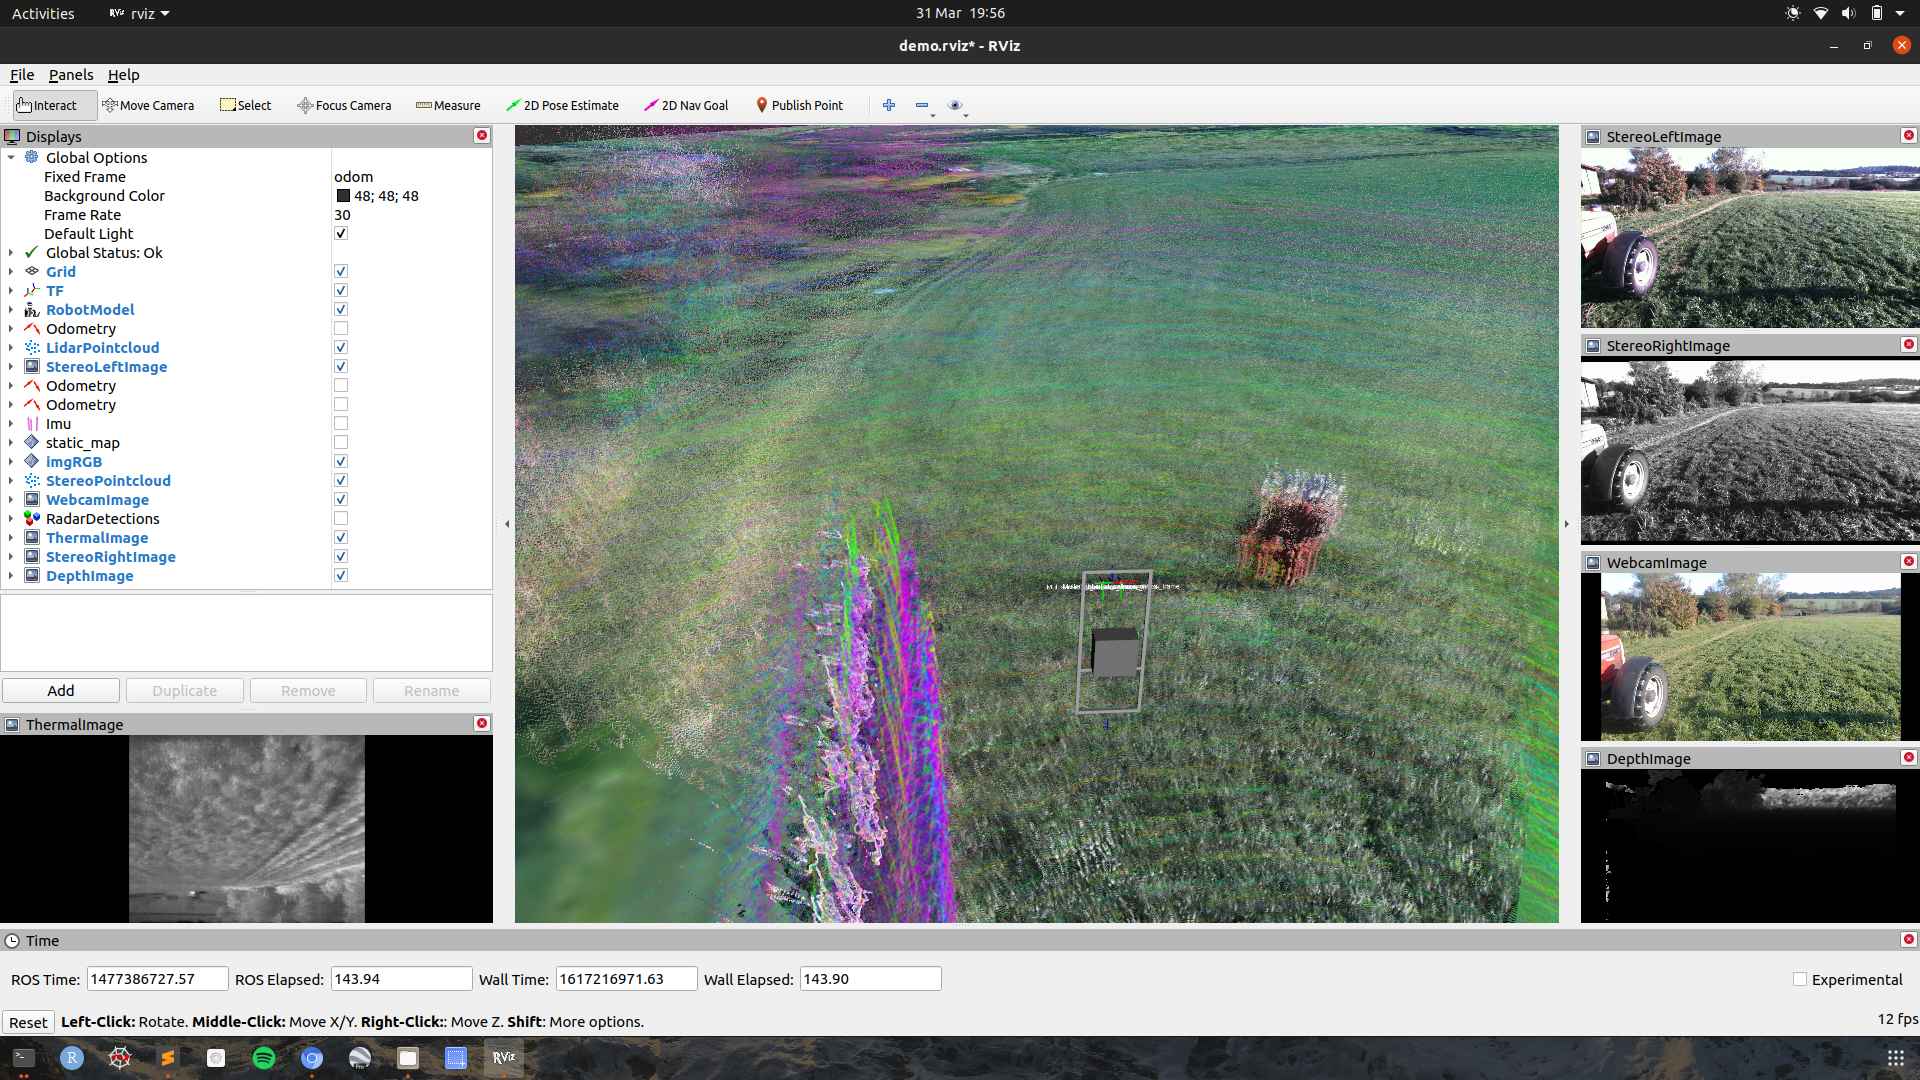 Activities
rviz
31 Mar 19:56
demo.rviz* - RViz
File Panels Help
Interact
Move Camera
Select
Focus Camera
Measure
2D Pose Estimate
2D Nav Goal
Publish Point
Displays
Global Options
Fixed Frame odom
Background Color 48; 48; 48
Frame Rate 30
Default Light
Global Status: Ok
Grid
TF
RobotModel
Odometry
LidarPointcloud
StereoLeftImage
Odometry
Odometry
Imu
static_map
imgRGB
StereoPointcloud
WebcamImage
RadarDetections
ThermalImage
StereoRightImage
DepthImage
Add Duplicate Remove Rename
ThermalImage
StereoLeftImage
StereoRightImage
WebcamImage
DepthImage
Time
ROS Time: 1477386727.57 ROS Elapsed: 143.94 Wall Time: 1617216971.63 Wall Elapsed: 143.90 Experimental
Reset Left-Click: Rotate. Middle-Click: Move X/Y. Right-Click:: Move Z. Shift: More options. 12 fps
R
Pro
RViz